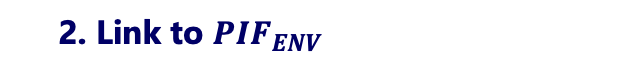 2. Link to PIF_ENV